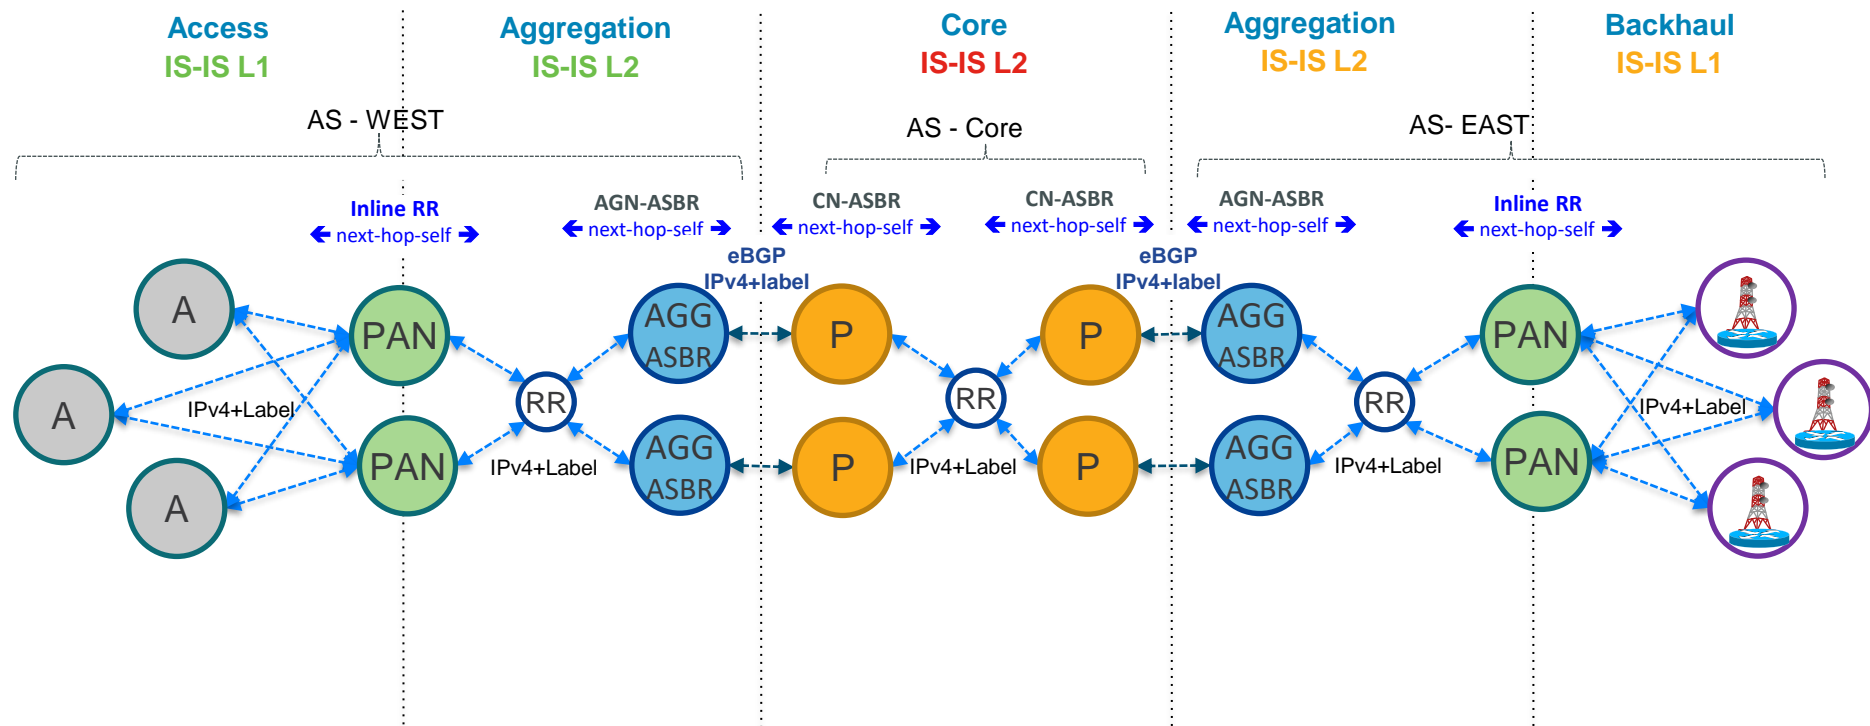 Access
IS-IS L1
Aggregation
IS-IS L2
Core
IS-IS L2
Aggregation
IS-IS L2
Backhaul
IS-IS L1
AS - WEST
AS - Core
AS- EAST
Inline RR
next-hop-self
AGN-ASBR
next-hop-self
CN-ASBR
next-hop-self
CN-ASBR
next-hop-self
AGN-ASBR
next-hop-self
Inline RR
next-hop-self
eBGP
IPv4+label
eBGP
IPv4+label
A
A
A
IPv4+Label
PAN
PAN
RR
IPv4+Label
AGG
ASBR
AGG
ASBR
P
P
RR
IPv4+Label
P
P
AGG
ASBR
AGG
ASBR
RR
IPv4+Label
PAN
PAN
IPv4+Label